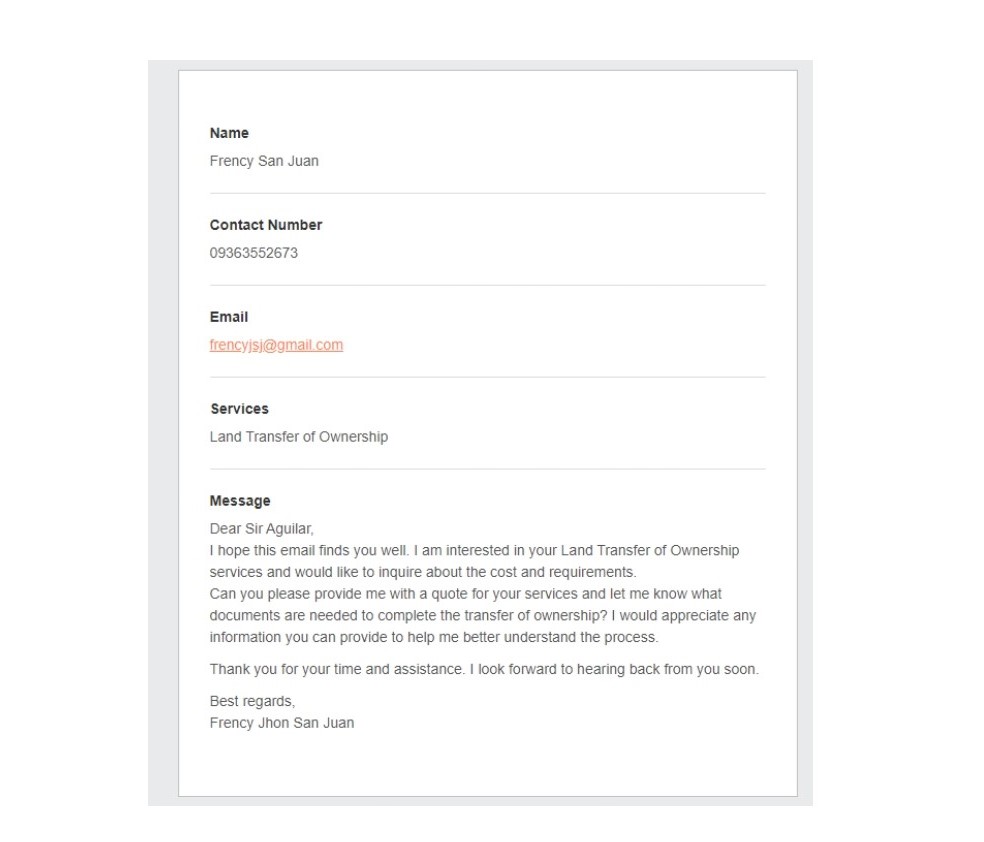 Name
Frency San Juan
Contact Number
09363552673
Email
frencyjsj@gmail.com
Services
Land Transfer of Ownership
Message
Dear Sir Aguilar,
I hope this email finds you well. I am interested in your Land Transfer of Ownership
services and would like to inquire about the cost and requirements.
Can you please provide me with a quote for your services and let me know what
documents are needed to complete the transfer of ownership? I would appreciate any
information you can provide to help me better understand the process.
Thank you for your time and assistance. I look forward to hearing back from you soon.
Best regards,
Frency Jhon San Juan